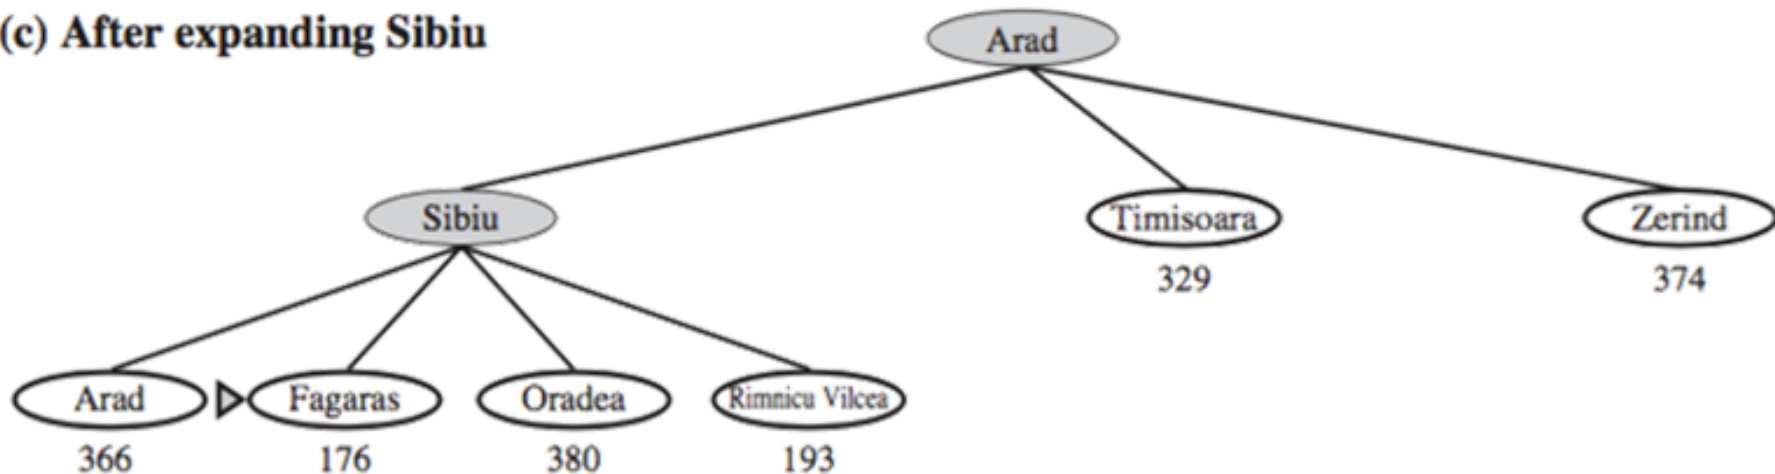 (c) After expanding Sibiu
Arad
Sibiu
Timisoara
Zerind
329
374
Arad
Fagaras
Oradea
Rimnicu Vilcea
366
176
380
193